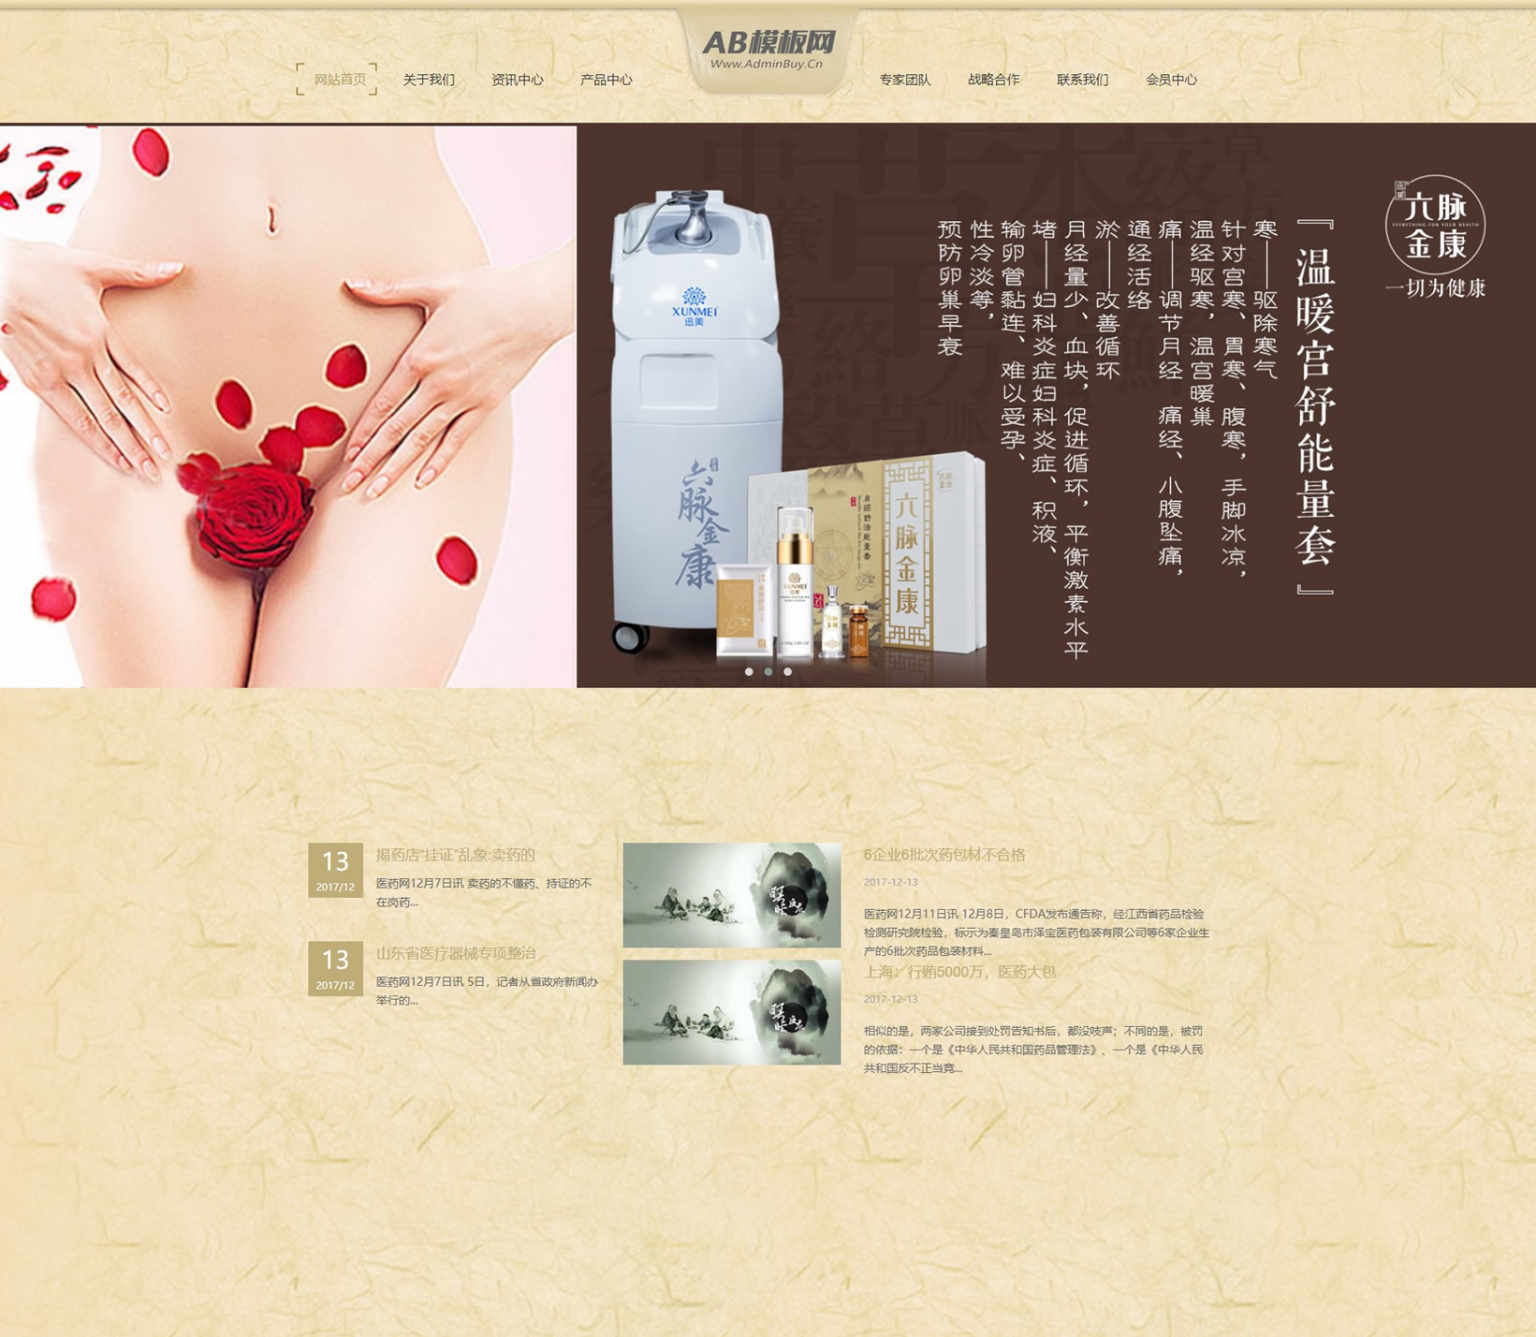 AB模板网
Www.AdminBuy.Cn
网站首页
关于我们
资讯中心
产品中心
专家团队
战略合作
联系我们
会员中心
六脉
金康
EVERYTHING FOR YOUR HEALTH
一切为健康
『温暖宫舒能量套』
寒——驱除寒气
针对宫寒、胃寒、腹寒，手脚冰凉，
温经驱寒，温宫暖巢
痛——调节月经、痛经、小腹坠痛，
通经活络
淤——改善循环
月经量少、血块，促进循环，平衡激素水平
堵——妇科炎症妇科炎症、积液、
输卵管黏连、难以受孕、
性冷淡等，
预防卵巢早衰
XUNMEI
迅美
六脉金康
六脉金康
XUNMEI
13
2017/12
揭药店“挂证”乱象:卖药的
医药网12月7日讯 卖药的不懂药、持证的不
在岗药...
13
2017/12
山东省医疗器械专项整治
医药网12月7日讯 5日，记者从省政府新闻办
举行的...
6企业6批次药包材不合格
2017-12-13
医药网12月11日讯 12月8日，CFDA发布通告称，经江西省药品检验
检测研究院检验，标示为秦皇岛市泽宝医药包装有限公司等6家企业生
产的6批次药品包装材料...
上海：行贿5000万，医药大包
2017-12-13
相似的是，两家公司接到处罚告知书后，都没吱声；不同的是，被罚
的依据：一个是《中华人民共和国药品管理法》、一个是《中华人民
共和国反不正当竞...